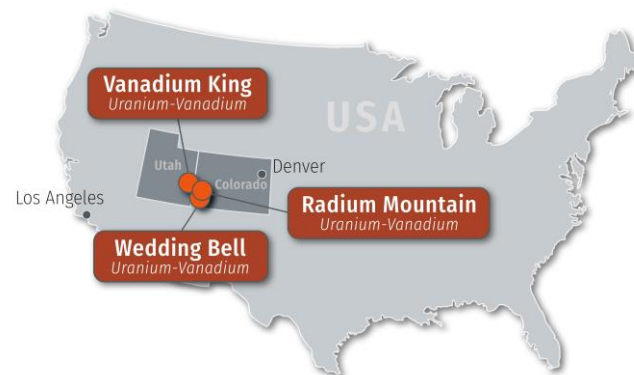 Vanadium King
Uranium-Vanadium
USA
Utah
Colorado
Denver
Los Angeles
Radium Mountain
Uranium-Vanadium
Wedding Bell
Uranium-Vanadium